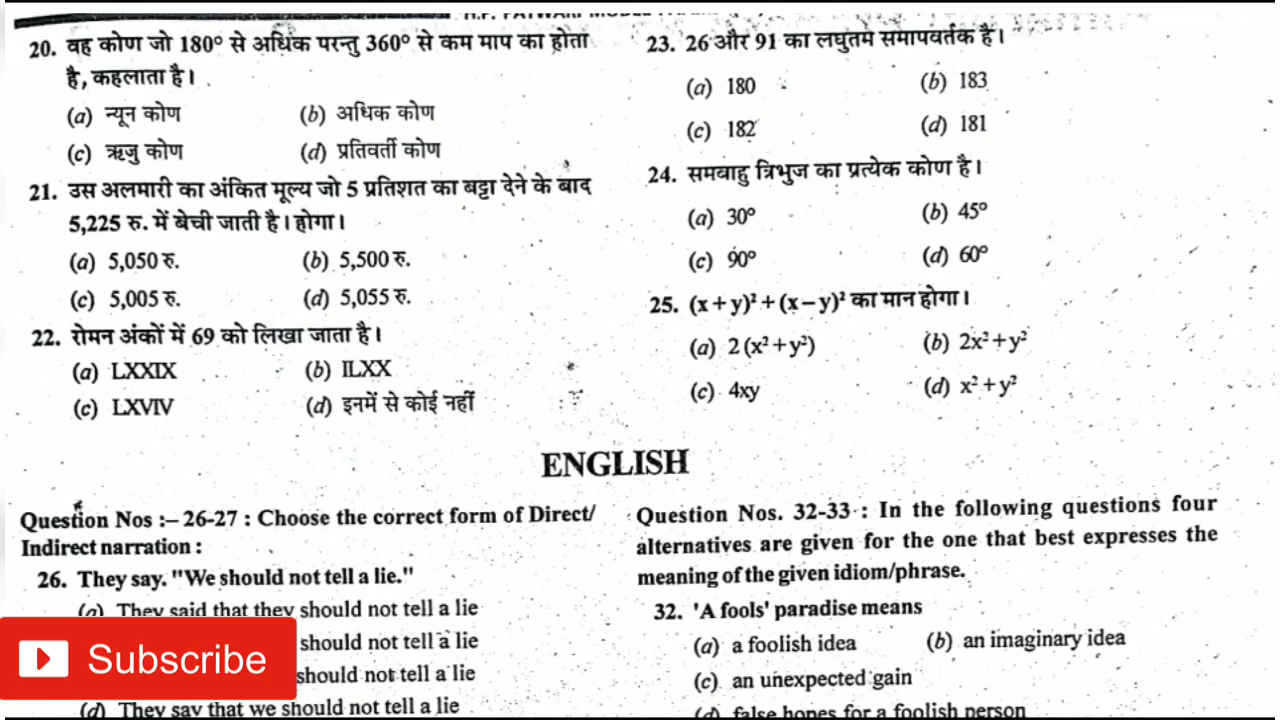 20. वह कोण जो 180° से अधिक परन्तु 360° से कम माप का होता
है, कहलाता है।
(a) न्यून कोण (b) अधिक कोण
(c) ऋजु कोण (d) प्रतिवर्ती कोण
21. उस अलमारी का अंकित मूल्य जो 5 प्रतिशत का बट्टा देने के बाद
5,225 रु. में बेची जाती है। होगा।
(a) 5,050 रु. (b) 5,500 रु.
(c) 5,005 रु. (d) 5,055 रु.
22. रोमन अंकों में 69 को लिखा जाता है।
(a) LXXIX (b) ILXX
(c) LXVIV (d) इनमें से कोई नहीं
23. 26 और 91 का लघुतम समापवर्तक है।
(a) 180 (b) 183
(c) 182 (d) 181
24. समबाहु त्रिभुज का प्रत्येक कोण है।
(a) 30° (b) 45°
(c) 90° (d) 60°
25. (x+y)²+(x–y)² का मान होगा।
(a) 2(x²+y²) (b) 2x²+y²
(c) 4xy (d) x²+y²
ENGLISH
Question Nos :– 26-27 : Choose the correct form of Direct/
Indirect narration :
26. They say. "We should not tell a lie."
(a) They said that they should not tell a lie
should not tell a lie
should not tell a lie
(d) They say that we should not tell a lie
Question Nos. 32-33 : In the following questions four
alternatives are given for the one that best expresses the
meaning of the given idiom/phrase.
32. 'A fools' paradise means
(a) a foolish idea (b) an imaginary idea
(c) an unexpected gain
(d) false hopes for a foolish person
Subscribe